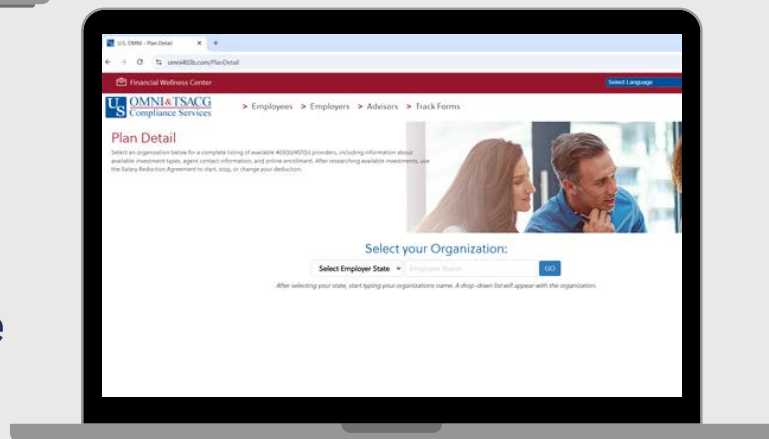 U.S. OMNI - Plan Detail
omni403b.com/PlanDetail
Financial Wellness Center
Select Language
US OMNI & TSACG
Compliance Services
> Employees > Employers > Advisors > Track Forms
Plan Detail
Select an organization below for a complete listing of available 403(b)/457(b) providers, including information about
available investment types, agent contact information, and online enrollment. After researching available investments, use
the Salary Reduction Agreement to start, stop, or change your deduction.
Select your Organization:
Select Employer State Employer Name GO
After selecting your state, start typing your organizations name. A drop-down list will appear with the organization.
e